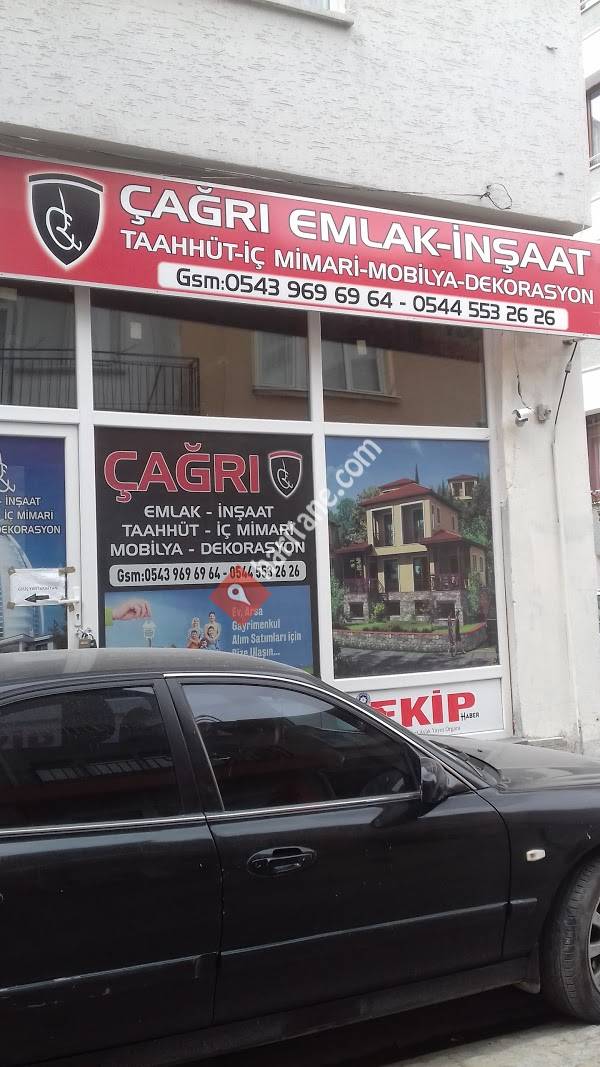 ÇAĞRI EMLAK-İNŞAAT
TAAHHÜT-İÇ MİMARİ-MOBİLYA-DEKORASYON
Gsm:0543 969 69 64 - 0544 553 26 26
ÇAĞRI
EMLAK - İNŞAAT
TAAHHÜT - İÇ MİMARİ
MOBİLYA - DEKORASYON
Gsm:0543 969 69 64 - 0544 553 26 26
Ev, Arsa
Gayrimenkul
Alım Satımları için
Bize Ulaşın...
- İNŞAAT
İÇ MİMARİ
DEKORASYON
EKİP
HABER
.com